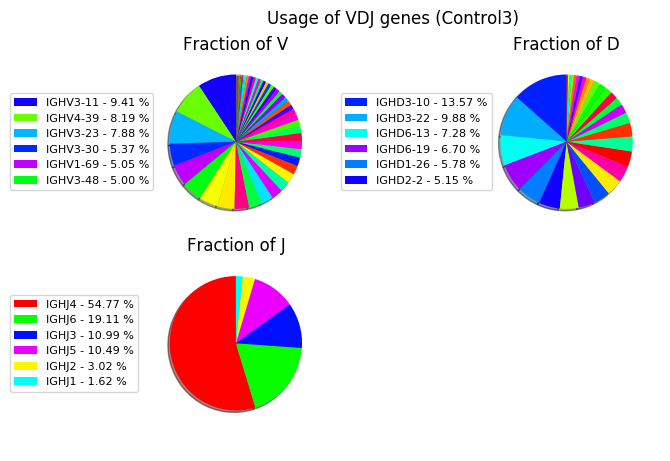 Usage of VDJ genes (Control3)
Fraction of V
IGHV3-11 - 9.41 %
IGHV4-39 - 8.19 %
IGHV3-23 - 7.88 %
IGHV3-30 - 5.37 %
IGHV1-69 - 5.05 %
IGHV3-48 - 5.00 %
Fraction of D
IGHD3-10 - 13.57 %
IGHD3-22 - 9.88 %
IGHD6-13 - 7.28 %
IGHD6-19 - 6.70 %
IGHD1-26 - 5.78 %
IGHD2-2 - 5.15 %
Fraction of J
IGHJ4 - 54.77 %
IGHJ6 - 19.11 %
IGHJ3 - 10.99 %
IGHJ5 - 10.49 %
IGHJ2 - 3.02 %
IGHJ1 - 1.62 %